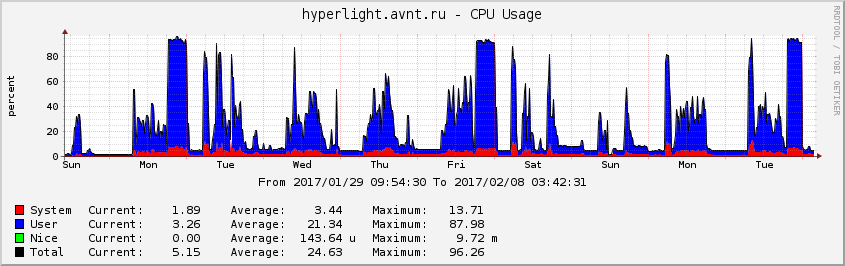 hyperlight.avnt.ru - CPU Usage
RRDTOOL / TOBI OETIKER
percent
80
60
40
20
0
Sun Mon Tue Wed Thu Fri Sat Sun Mon Tue
From 2017/01/29 09:54:30 To 2017/02/08 03:42:31
System Current: 1.89 Average: 3.44 Maximum: 13.71
User Current: 3.26 Average: 21.34 Maximum: 87.98
Nice Current: 0.00 Average: 143.64 u Maximum: 9.72 m
Total Current: 5.15 Average: 24.63 Maximum: 96.26